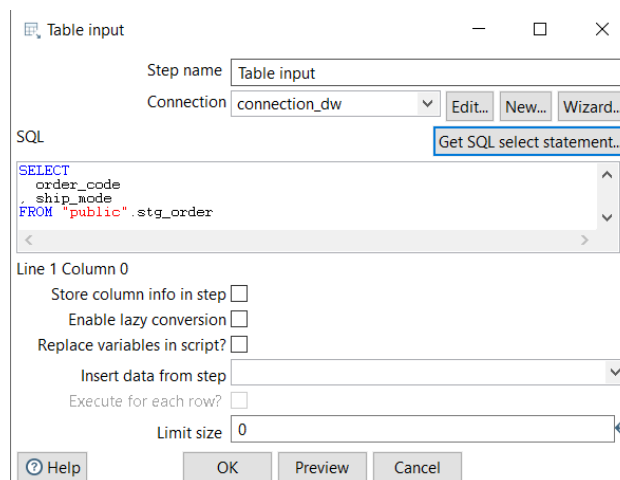 Table input
Step name Table input
Connection connection_dw Edit... New... Wizard..
SQL Get SQL select statement..
SELECT
order_code
, ship_mode
FROM "public".stg_order
Line 1 Column 0
Store column info in step
Enable lazy conversion
Replace variables in script?
Insert data from step
Execute for each row?
Limit size 0
Help OK Preview Cancel